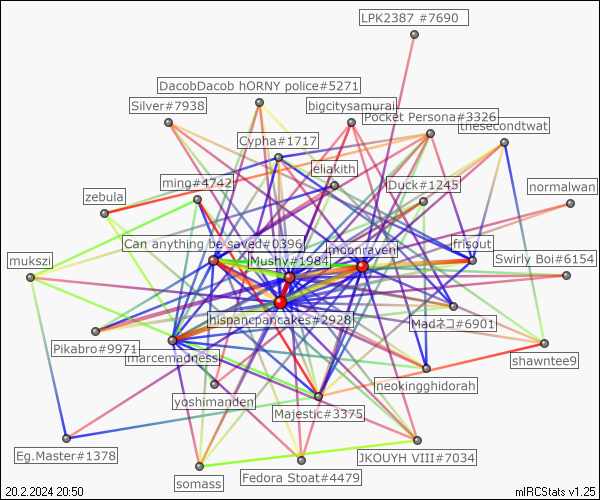 LPK2387 #7690
DacobDacob hORNY police#5271
Silver#7938
bigcitysamurai
Pocket Persona#3326
thesecondtwat
Cypha#1717
eliakith
ming#4742
Duck#1245
normalwan
zebula
Can anything be saved#0396
moonraven
frisout
mukszi
Mushy#1984
Swirly Boi#6154
hispancpancakes#2928
Madネコ#6901
Pikabro#9971
marcemadness
shawntee9
neokingghidorah
yoshimanden
Majestic#3375
Eg.Master#1378
JKOUYH VIII#7034
somass
Fedora Stoat#4479
20.2.2024 20:50
mIRCStats v1.25